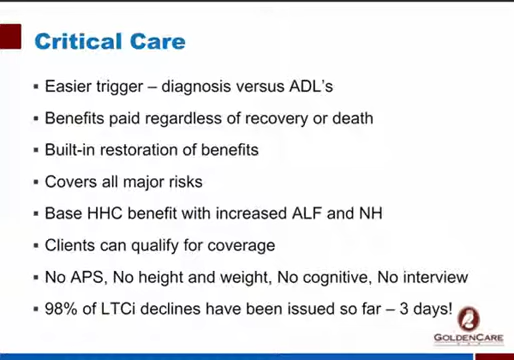 Critical Care
▪ Easier trigger – diagnosis versus ADL's
▪ Benefits paid regardless of recovery or death
▪ Built-in restoration of benefits
▪ Covers all major risks
▪ Base HHC benefit with increased ALF and NH
▪ Clients can qualify for coverage
▪ No APS, No height and weight, No cognitive, No interview
▪ 98% of LTCi declines have been issued so far – 3 days!
GOLDENCARE